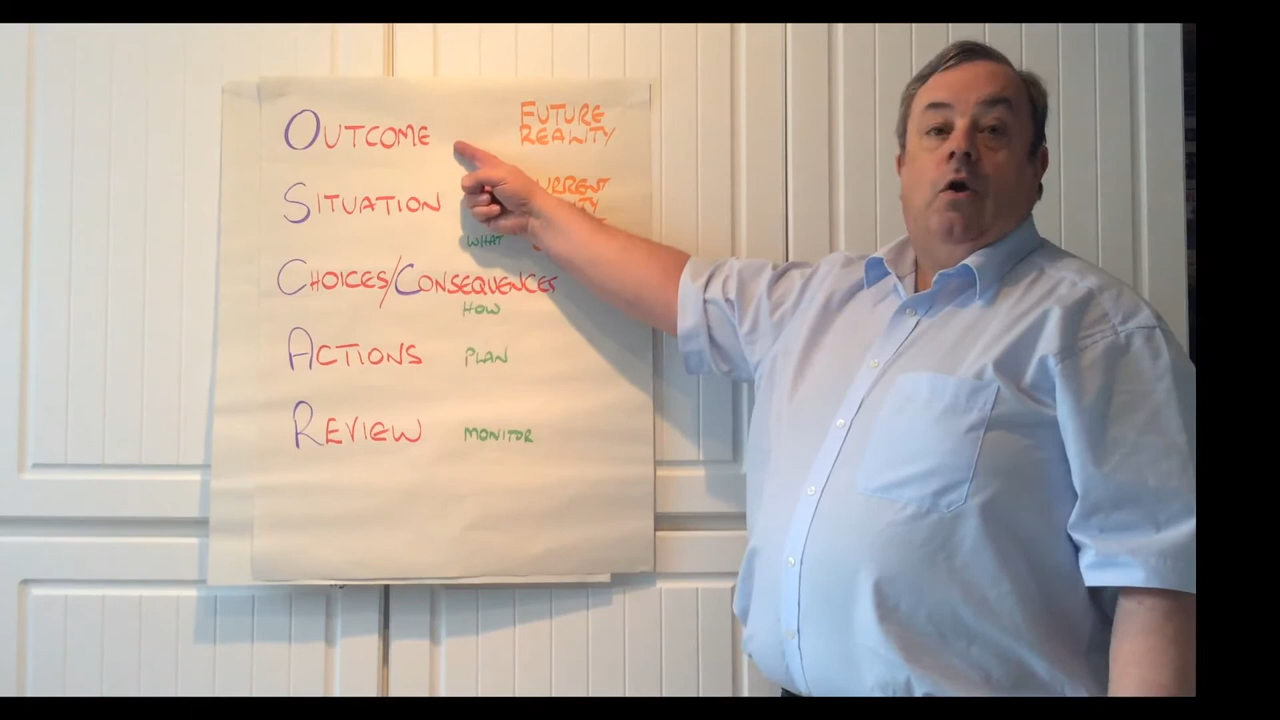 OUTCOME
FUTURE
REALITY
SITUATION
WHAT
CHOICES/CONSEQUENCES
HOW
ACTIONS PLAN
REVIEW MONITOR